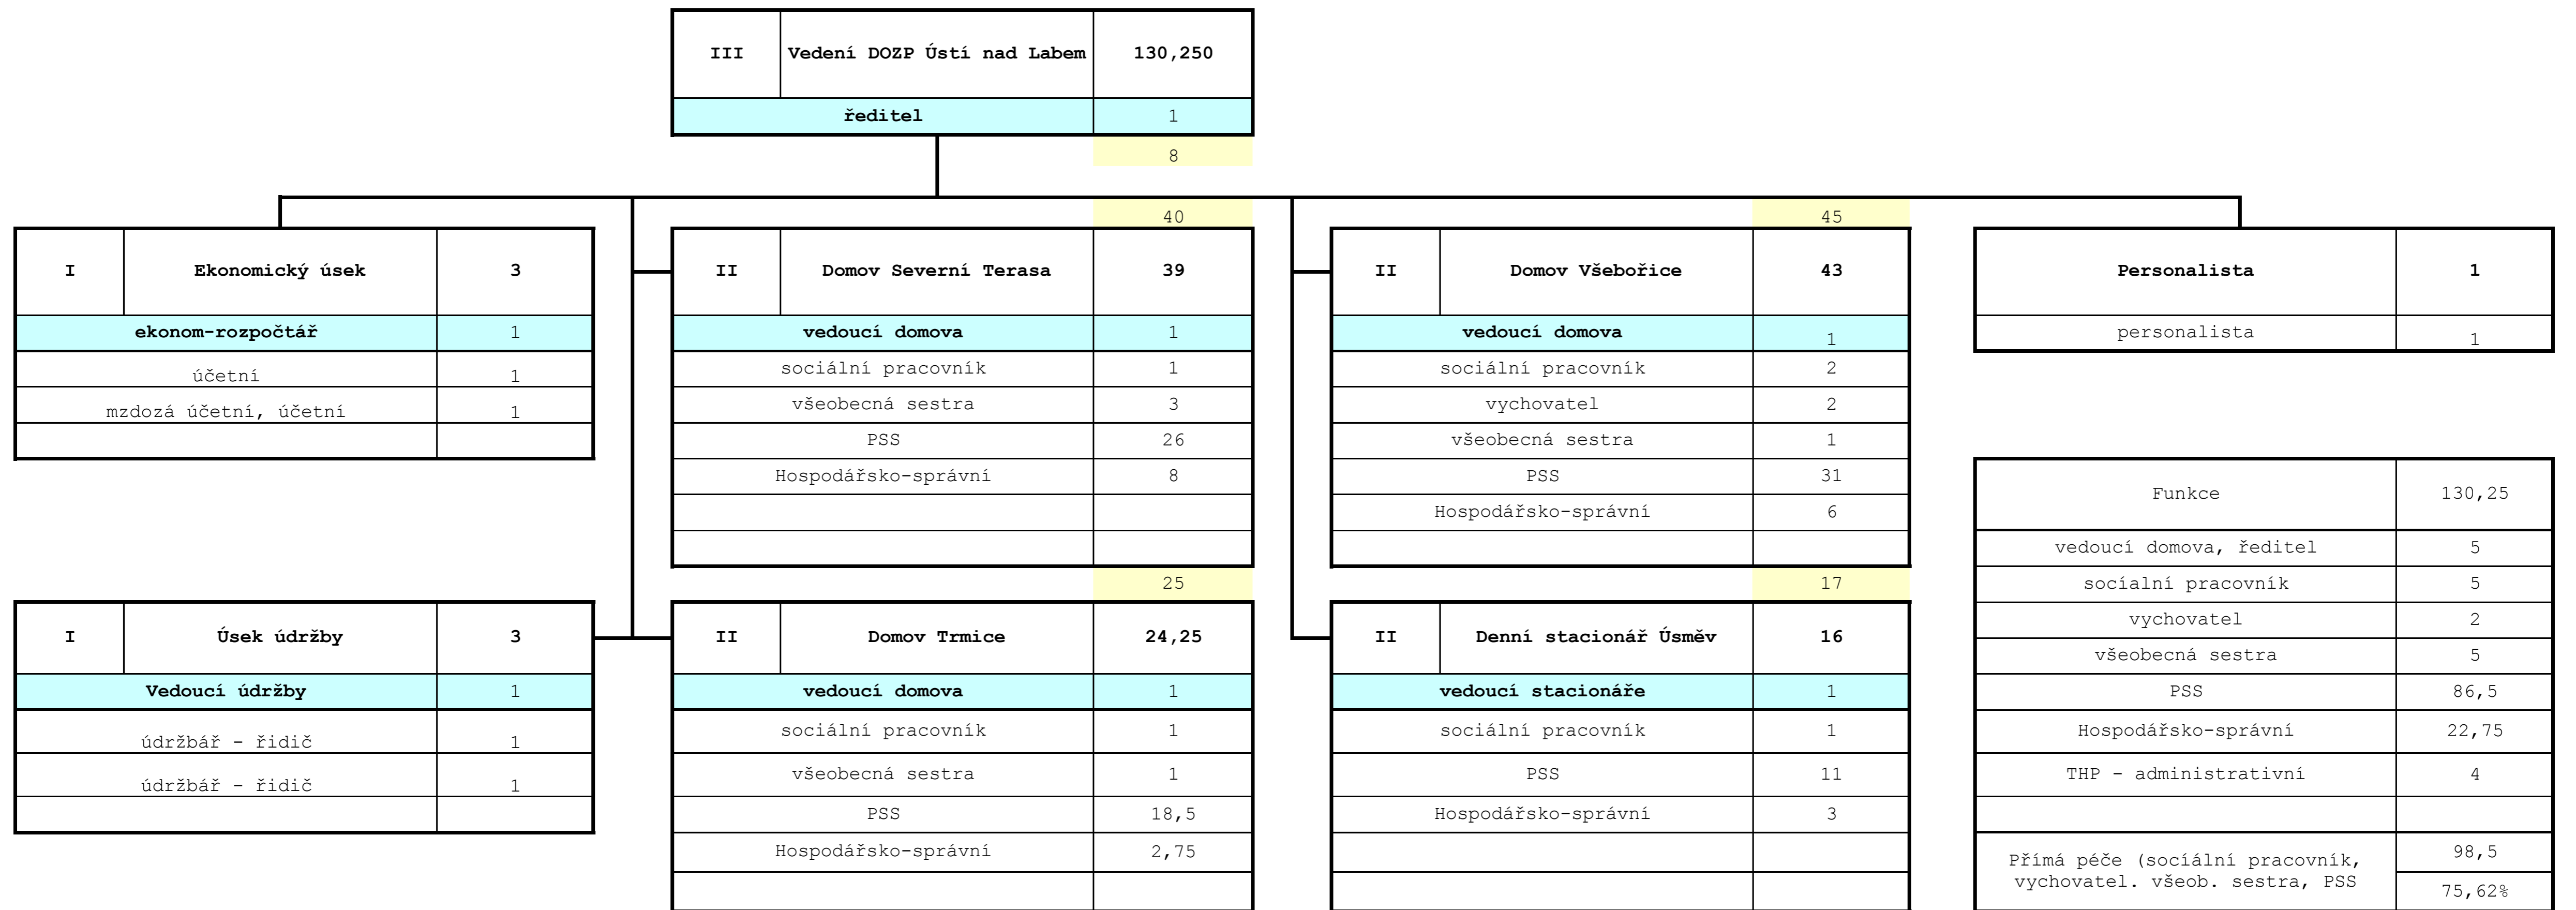 III Vedení DOZP Ústí nad Labem 130,250
ředitel 1
8
40
45
I Ekonomický úsek 3
ekonom-rozpočtář 1
účetní 1
mzdozá účetní, účetní 1
II Domov Severní Terasa 39
vedoucí domova 1
sociální pracovník 1
všeobecná sestra 3
PSS 26
Hospodářsko-správní 8
II Domov Všebořice 43
vedoucí domova 1
sociální pracovník 2
vychovatel 2
všeobecná sestra 1
PSS 31
Hospodářsko-správní 6
Personalista 1
personalista 1
25
17
I Úsek údržby 3
Vedoucí údržby 1
údržbář - řidič 1
údržbář - řidič 1
II Domov Trmice 24,25
vedoucí domova 1
sociální pracovník 1
všeobecná sestra 1
PSS 18,5
Hospodářsko-správní 2,75
II Denní stacionář Úsměv 16
vedoucí stacionáře 1
sociální pracovník 1
PSS 11
Hospodářsko-správní 3
Funkce 130,25
vedoucí domova, ředitel 5
socíalní pracovník 5
vychovatel 2
všeobecná sestra 5
PSS 86,5
Hospodářsko-správní 22,75
THP - administrativní 4
Přímá péče (socíální pracovník, 98,5
vychovatel. všeob. sestra, PSS 75,62%